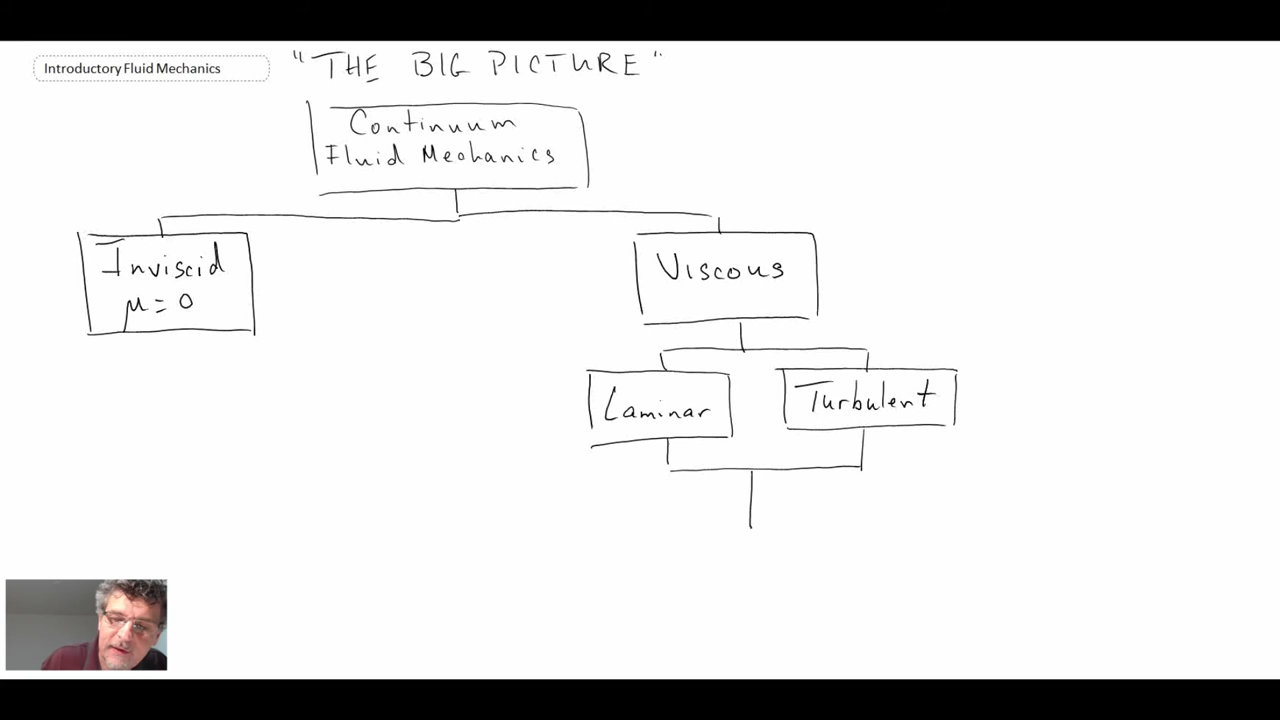 Introductory Fluid Mechanics
"THE BIG PICTURE"
Continuum
Fluid Mechanics
Inviscid
μ = 0
Viscous
Laminar
Turbulent